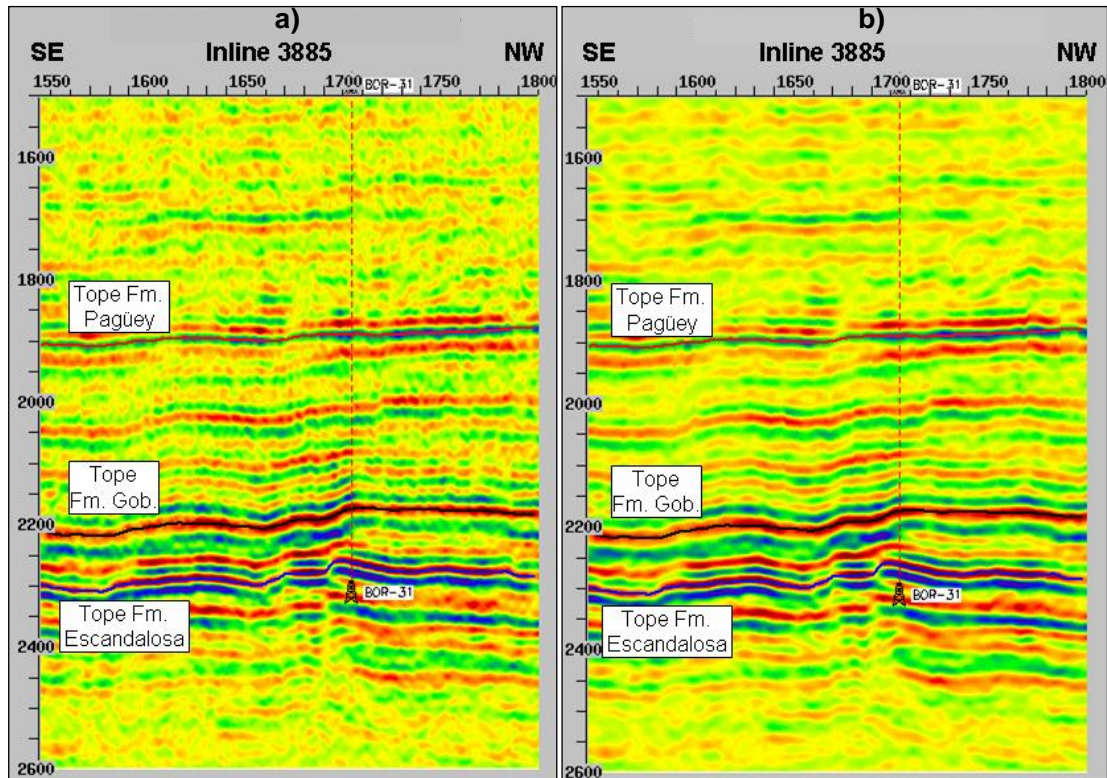 a)
SE Inline 3885 NW
1550 1600 1650 1700 1750 1800
BOR-31
1600
1800
Tope Fm.
Pagüey
2000
Tope
Fm. Gob.
2200
BOR-31
Tope Fm.
Escandalosa
2400
2600
b)
SE Inline 3885 NW
1550 1600 1650 1700 1750 1800
BOR-31
1600
1800
Tope Fm.
Pagüey
2000
Tope
Fm. Gob.
2200
BOR-31
Tope Fm.
Escandalosa
2400
2600